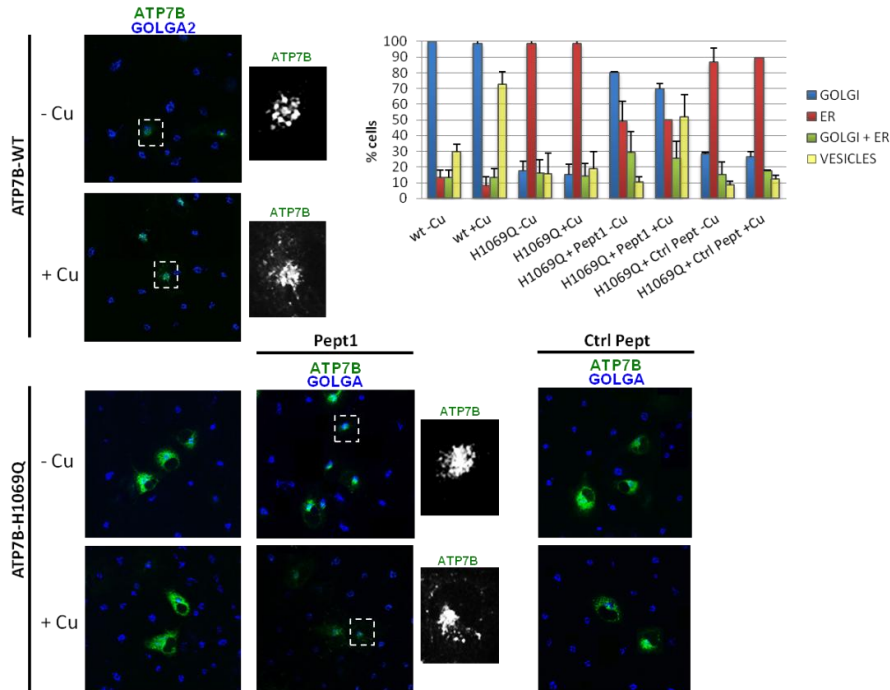 ATP7B
GOLGA2
ATP7B-WT
- Cu
ATP7B
+ Cu
ATP7B
% cells
100
90
80
70
60
50
40
30
20
10
0
GOLGI
ER
GOLGI + ER
VESICLES
wt -Cu
wt +Cu
H1069Q -Cu
H1069Q +Cu
H1069Q + Pept1 -Cu
H1069Q + Pept1 +Cu
H1069Q + Ctrl Pept -Cu
H1069Q + Ctrl Pept +Cu
Pept1
Ctrl Pept
ATP7B
GOLGA
ATP7B
GOLGA
ATP7B-H1069Q
- Cu
ATP7B
+ Cu
ATP7B